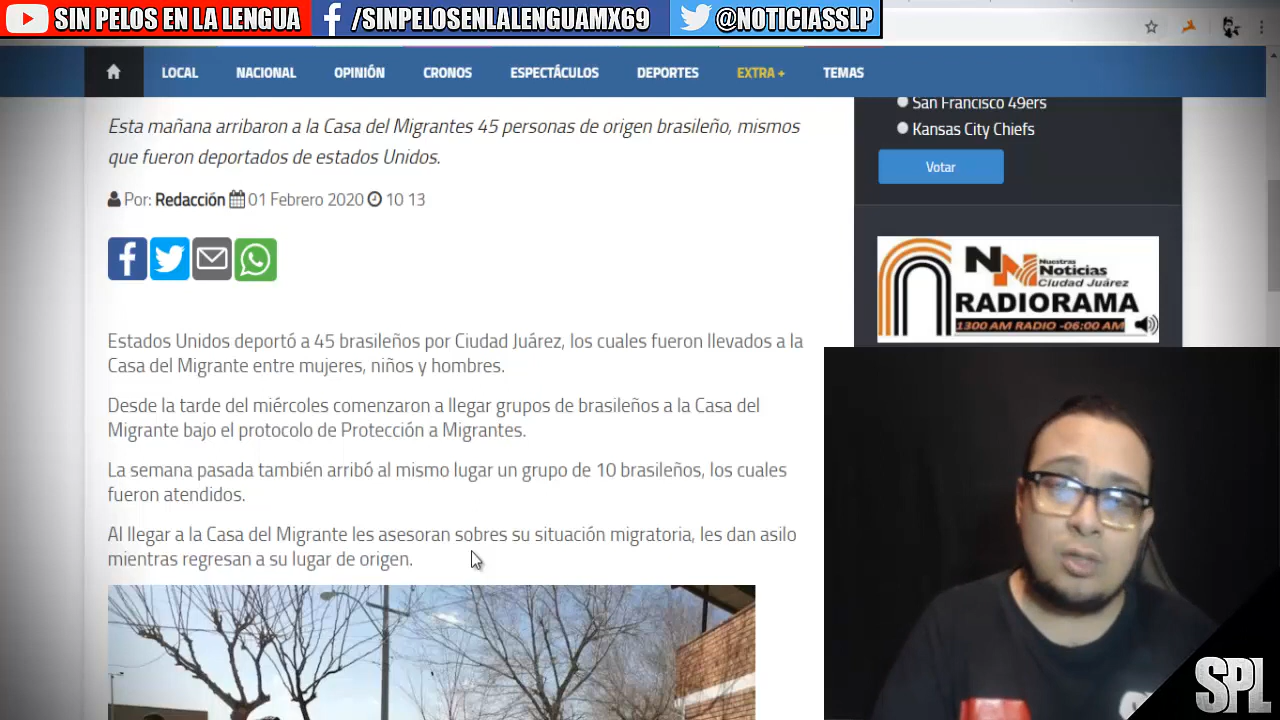 SIN PELOS EN LA LENGUA
/SINPELOSENLALENGUAMX69
@NOTICIASSLP
LOCAL
NACIONAL
OPINIÓN
CRONOS
ESPECTÁCULOS
DEPORTES
EXTRA +
TEMAS
Esta mañana arribaron a la Casa del Migrantes 45 personas de origen brasileño, mismos
que fueron deportados de estados Unidos.
Por: Redacción 01 Febrero 2020 10 13
Estados Unidos deportó a 45 brasileños por Ciudad Juárez, los cuales fueron llevados a la
Casa del Migrante entre mujeres, niños y hombres.
Desde la tarde del miércoles comenzaron a llegar grupos de brasileños a la Casa del
Migrante bajo el protocolo de Protección a Migrantes.
La semana pasada también arribó al mismo lugar un grupo de 10 brasileños, los cuales
fueron atendidos.
Al llegar a la Casa del Migrante les asesoran sobres su situación migratoria, les dan asilo
mientras regresan a su lugar de origen.
San Francisco 49ers
Kansas City Chiefs
Votar
NN Nuestras
Noticias
Ciudad Juárez
RADIORAMA
1300 AM RADIO -06:00 AM
SPL